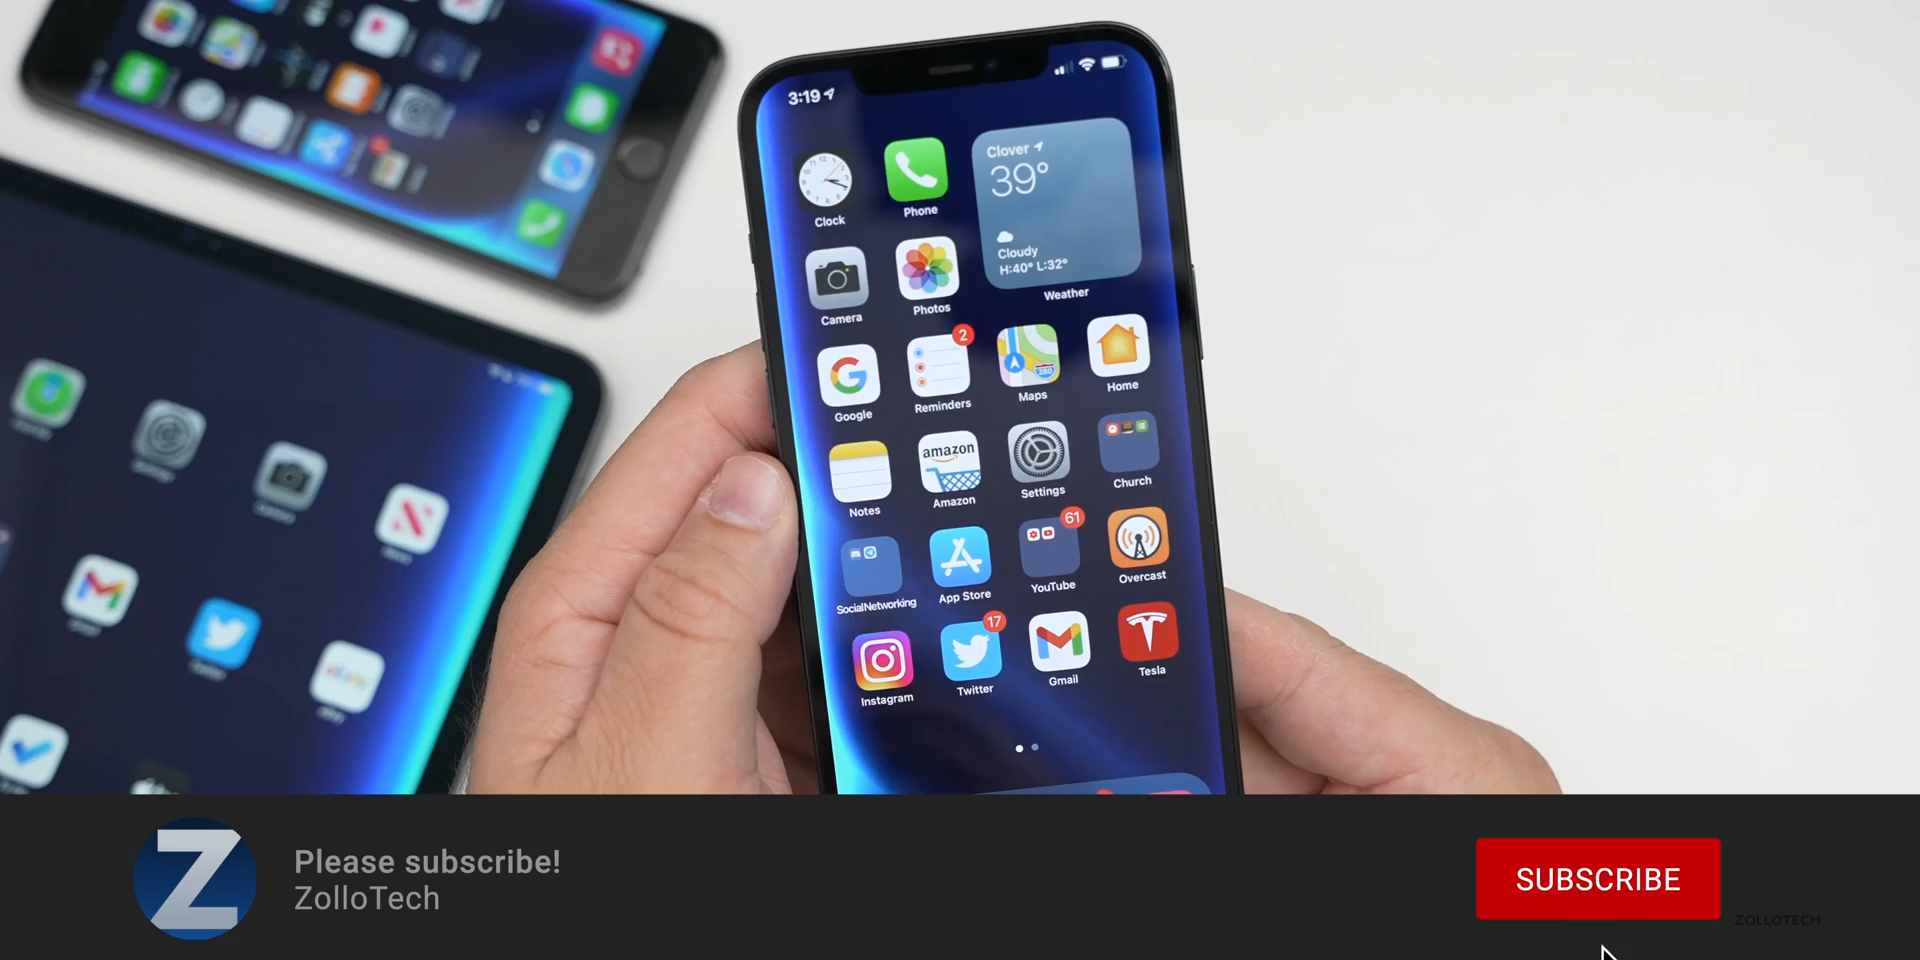 3:19
Clover
39°
Cloudy
H:40° L:32°
Weather
Clock
Phone
Camera
Photos
Google
2
Reminders
Maps
280
Home
Notes
amazon
Amazon
Settings
Church
SocialNetworking
App Store
61
YouTube
Overcast
Instagram
17
Twitter
Gmail
Tesla
Z
Please subscribe!
ZolloTech
SUBSCRIBE
ZOLLOTECH